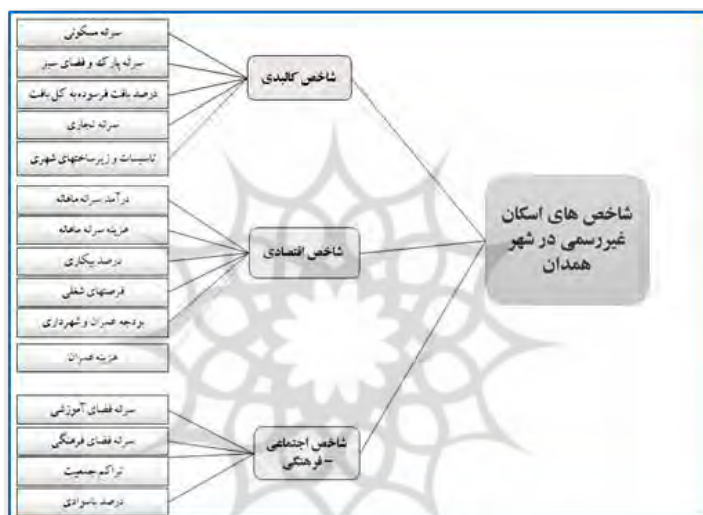 شاخص های اسکان
غیررسمی در شهر
همدان
شاخص کالبدی
سرانه مسکونی
سرانه پارک و فضای سبز
درصد بافت فرسوده به کل بافت
سرانه تجاری
تاسیسات و زیرساختهای شهری
شاخص اقتصادی
درآمد سرانه ماهانه
هزینه سرانه ماهانه
درصد بیکاری
فرصتهای شغلی
بودجه عمران و شهرداری
هزینه عمران
شاخص اجتماعی
-فرهنگی
سرانه فضای آموزشی
سرانه فضای فرهنگی
تراکم جمعیت
درصد باسوادی